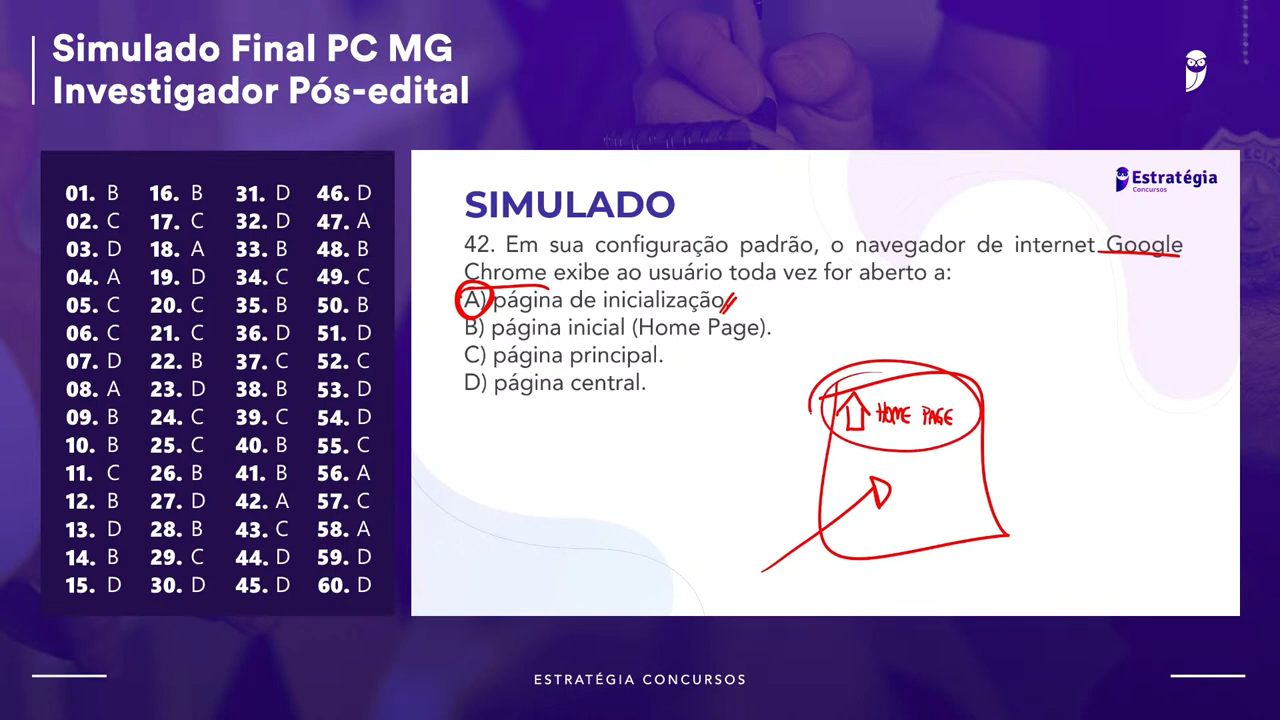 Simulado Final PC MG
Investigador Pós-edital
01. B 16. B 31. D 46. D
02. C 17. C 32. D 47. A
03. D 18. A 33. B 48. B
04. A 19. D 34. C 49. C
05. C 20. C 35. B 50. B
06. C 21. C 36. D 51. D
07. D 22. B 37. C 52. C
08. A 23. D 38. B 53. D
09. B 24. C 39. C 54. D
10. B 25. C 40. B 55. C
11. C 26. B 41. B 56. A
12. B 27. D 42. A 57. C
13. D 28. B 43. C 58. A
14. B 29. C 44. D 59. D
15. D 30. D 45. D 60. D
Estratégia
Concursos
SIMULADO
42. Em sua configuração padrão, o navegador de internet Google
Chrome exibe ao usuário toda vez for aberto a:
A) página de inicialização
B) página inicial (Home Page).
C) página principal.
D) página central.
HOME PAGE
ESTRATÉGIA CONCURSOS